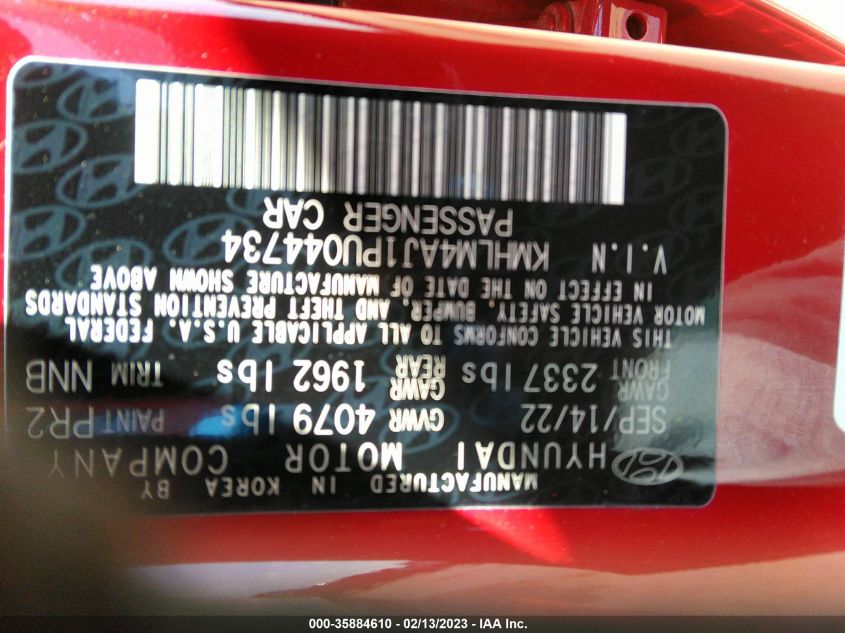 MANUFACTURED IN KOREA BY
HYUNDAI MOTOR COMPANY
SEP/14/22 GVWR 4079 lbs PAINT PR2
GAWR FRONT 2337 lbs GAWR REAR 1962 lbs TRIM NNB
THIS VEHICLE CONFORMS TO ALL APPLICABLE U.S.A. FEDERAL
MOTOR VEHICLE SAFETY, BUMPER, AND THEFT PREVENTION STANDARDS
IN EFFECT ON THE DATE OF MANUFACTURE SHOWN ABOVE
V.I.N KMHLM4AJ1PU044734
PASSENGER CAR
000-35884610 - 02/13/2023 - IAA Inc.